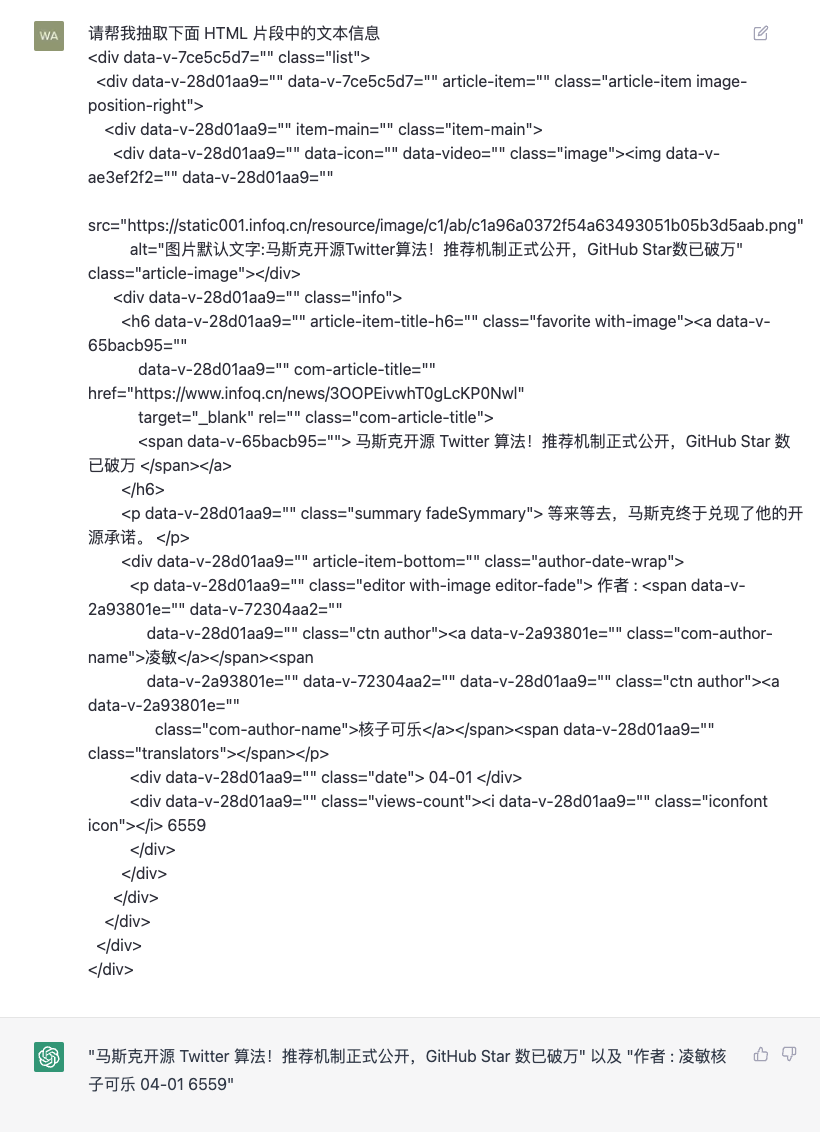 WA
请帮我抽取下面 HTML 片段中的文本信息
<div data-v-7ce5c5d7="" class="list">
<div data-v-28d01aa9="" data-v-7ce5c5d7="" article-item="" class="article-item image-
position-right">
<div data-v-28d01aa9="" item-main="" class="item-main">
<div data-v-28d01aa9="" data-icon="" data-video="" class="image"><img data-v-
ae3ef2f2="" data-v-28d01aa9=""
src="https://static001.infoq.cn/resource/image/c1/ab/c1a96a0372f54a63493051b05b3d5aab.png"
alt="图片默认文字:马斯克开源Twitter算法！推荐机制正式公开，GitHub Star数已破万"
class="article-image"></div>
<div data-v-28d01aa9="" class="info">
<h6 data-v-28d01aa9="" article-item-title-h6="" class="favorite with-image"><a data-v-
65bacb95=""
data-v-28d01aa9="" com-article-title=""
href="https://www.infoq.cn/news/3OOPEivwhT0gLcKP0Nwl"
target="_blank" rel="" class="com-article-title">
<span data-v-65bacb95=""> 马斯克开源 Twitter 算法！推荐机制正式公开，GitHub Star 数
已破万 </span></a>
</h6>
<p data-v-28d01aa9="" class="summary fadeSymmary"> 等来等去，马斯克终于兑现了他的开
源承诺。 </p>
<div data-v-28d01aa9="" article-item-bottom="" class="author-date-wrap">
<p data-v-28d01aa9="" class="editor with-image editor-fade"> 作者 : <span data-v-
2a93801e="" data-v-72304aa2=""
data-v-28d01aa9="" class="ctn author"><a data-v-2a93801e="" class="com-author-
name">凌敏</a></span><span
data-v-2a93801e="" data-v-72304aa2="" data-v-28d01aa9="" class="ctn author"><a
data-v-2a93801e=""
class="com-author-name">核子可乐</a></span><span data-v-28d01aa9=""
class="translators"></span></p>
<div data-v-28d01aa9="" class="date"> 04-01 </div>
<div data-v-28d01aa9="" class="views-count"><i data-v-28d01aa9="" class="iconfont
icon"></i> 6559
</div>
</div>
</div>
</div>
</div>
</div>
"马斯克开源 Twitter 算法！推荐机制正式公开，GitHub Star 数已破万" 以及 "作者 : 凌敏核
子可乐 04-01 6559"